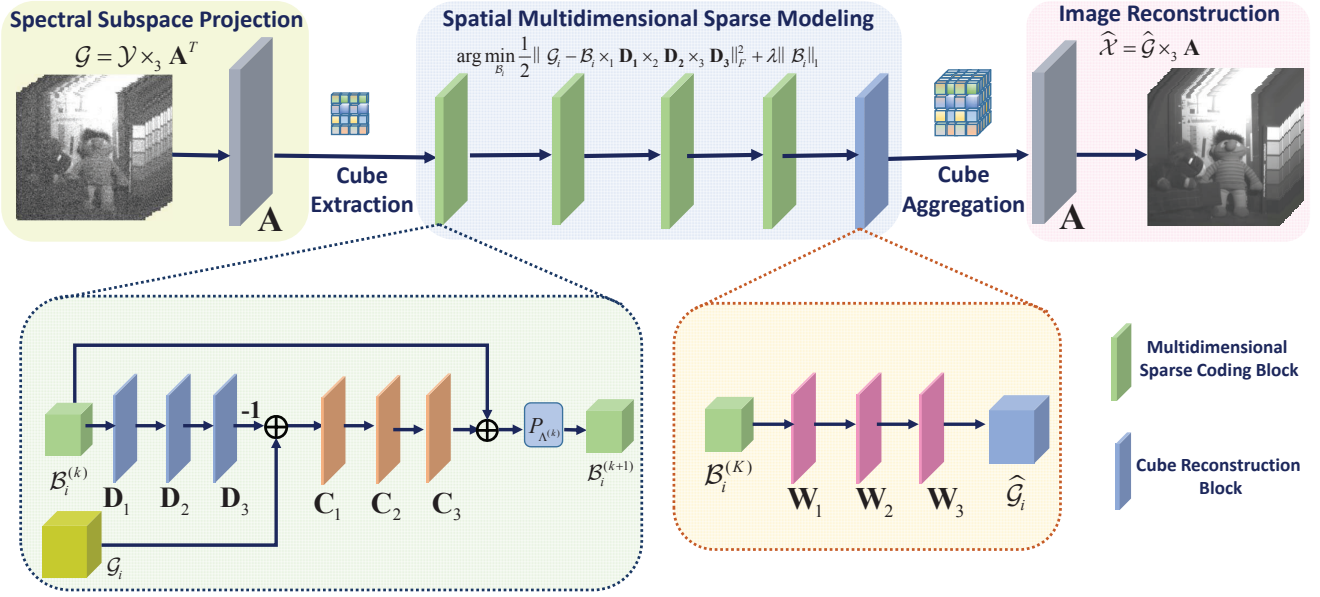 Spectral Subspace Projection
𝒢 = 𝒴 ×₃ 𝐀ᵀ
𝐀
Cube
Extraction
Spatial Multidimensional Sparse Modeling
arg min_{ℬᵢ} 1/2 ‖ 𝒢ᵢ − ℬᵢ ×₁ 𝐃₁ ×₂ 𝐃₂ ×₃ 𝐃₃ ‖²_F + λ‖ ℬᵢ ‖₁
Cube
Aggregation
Image Reconstruction
𝒳̂ = 𝒢̂ ×₃ 𝐀
𝐀
ℬᵢ⁽ᵏ⁾
𝐃₁
𝐃₂
𝐃₃
-1
𝒢ᵢ
𝐂₁
𝐂₂
𝐂₃
P_{Λ⁽ᵏ⁾}
ℬᵢ⁽ᵏ⁺¹⁾
ℬᵢ⁽ᴷ⁾
𝐖₁
𝐖₂
𝐖₃
𝒢̂ᵢ
Multidimensional
Sparse Coding Block
Cube Reconstruction
Block